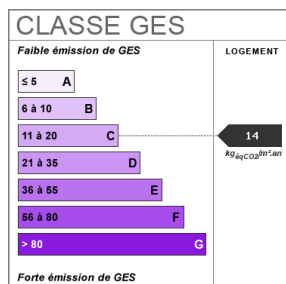 CLASSE GES
Faible émission de GES
LOGEMENT
≤ 5 A
6 à 10 B
11 à 20 C
14
kgéqCO2/m².an
21 à 35 D
36 à 55 E
56 à 80 F
> 80 G
Forte émission de GES